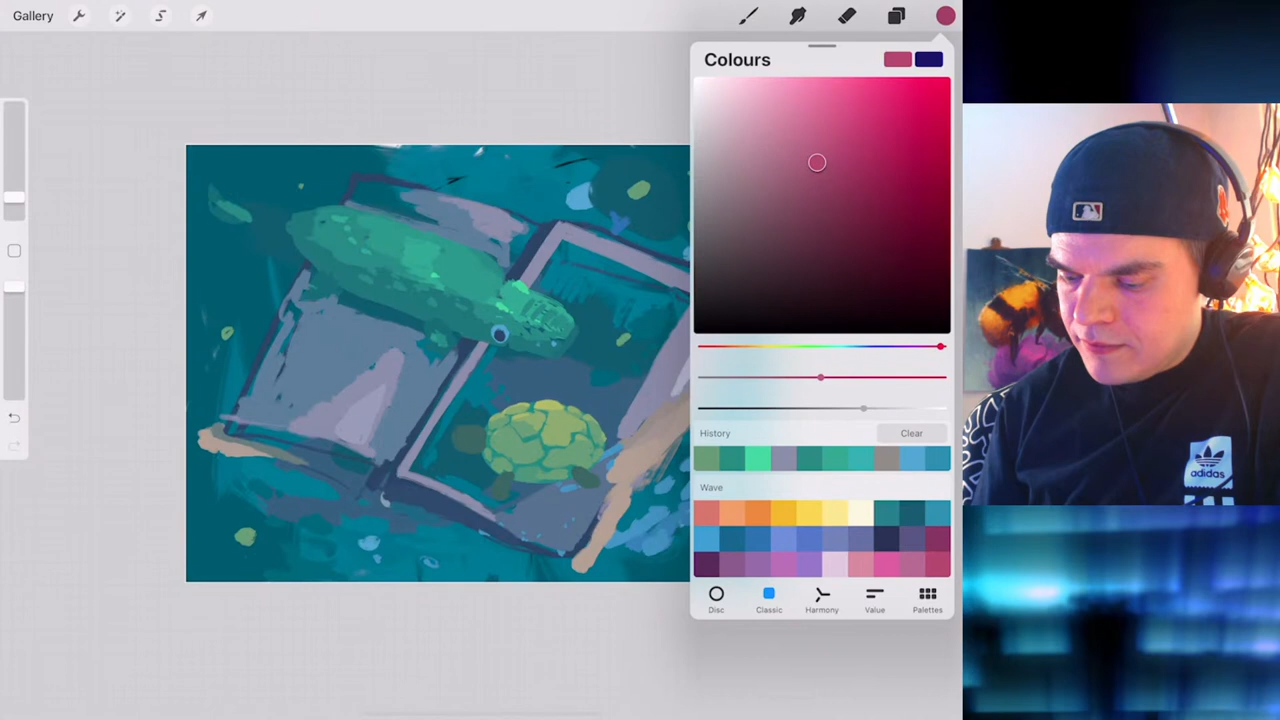 Gallery
Colours
History
Clear
Wave
Disc
Classic
Harmony
Value
Palettes
adidas